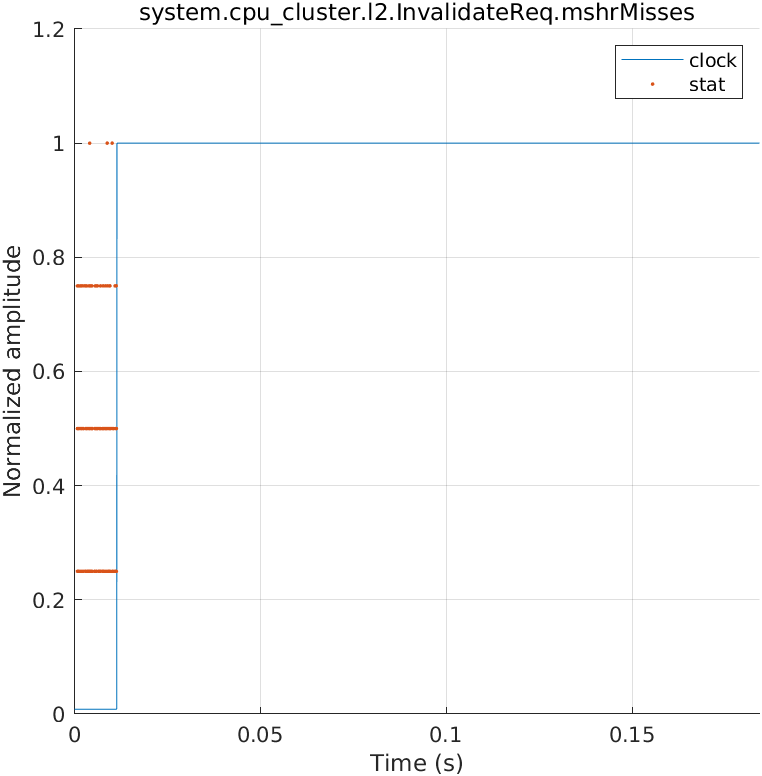 system.cpu_cluster.l2.InvalidateReq.mshrMisses
clock
stat
Normalized amplitude
1.2
1
0.8
0.6
0.4
0.2
0
0
0.05
0.1
0.15
Time (s)